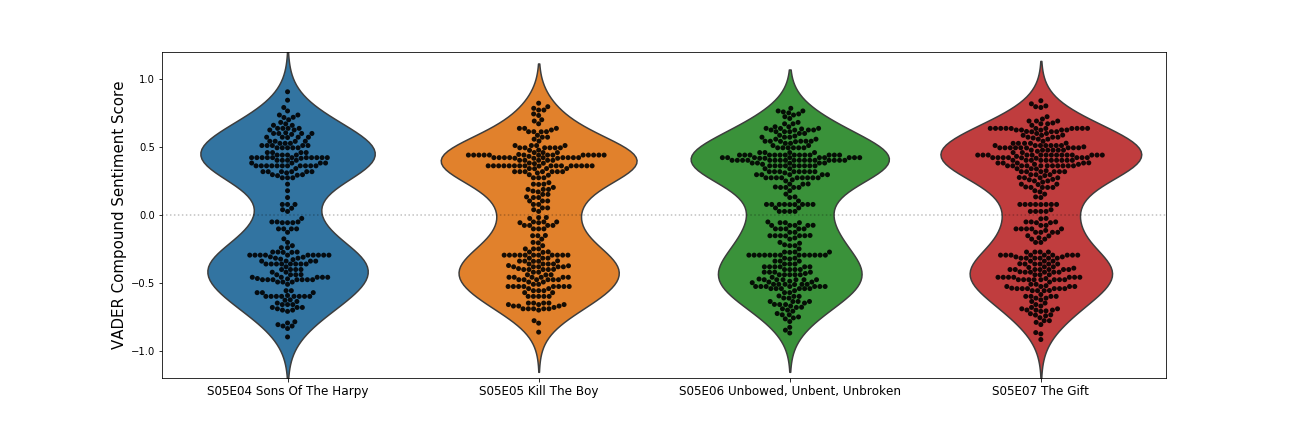 VADER Compound Sentiment Score
1.0
0.5
0.0
−0.5
−1.0
S05E04 Sons Of The Harpy
S05E05 Kill The Boy
S05E06 Unbowed, Unbent, Unbroken
S05E07 The Gift